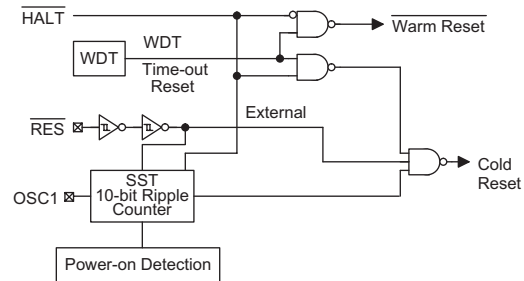 HALT
WDT
WDT
Time-out
Reset
Warm Reset
RES
External
Cold
Reset
OSC1
SST
10-bit Ripple
Counter
Power-on Detection